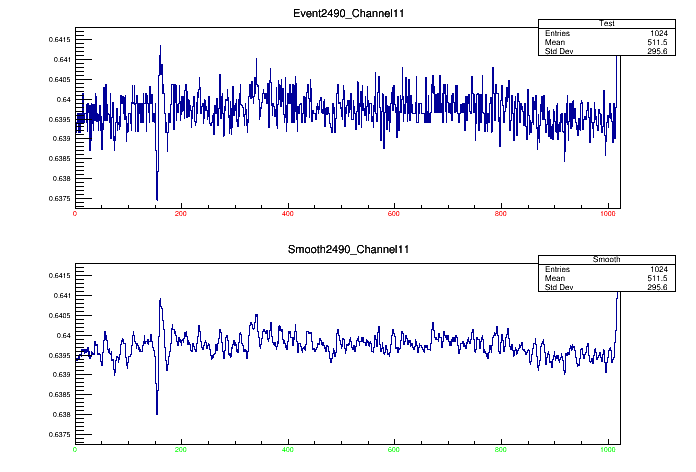 Event2490_Channel11
Test
Entries 1024
Mean 511.5
Std Dev 295.6
0.6415
0.641
0.6405
0.64
0.6395
0.639
0.6385
0.638
0.6375
0 200 400 600 800 1000
Smooth2490_Channel11
Smooth
Entries 1024
Mean 511.5
Std Dev 295.6
0.6415
0.641
0.6405
0.64
0.6395
0.639
0.6385
0.638
0.6375
0 200 400 600 800 1000